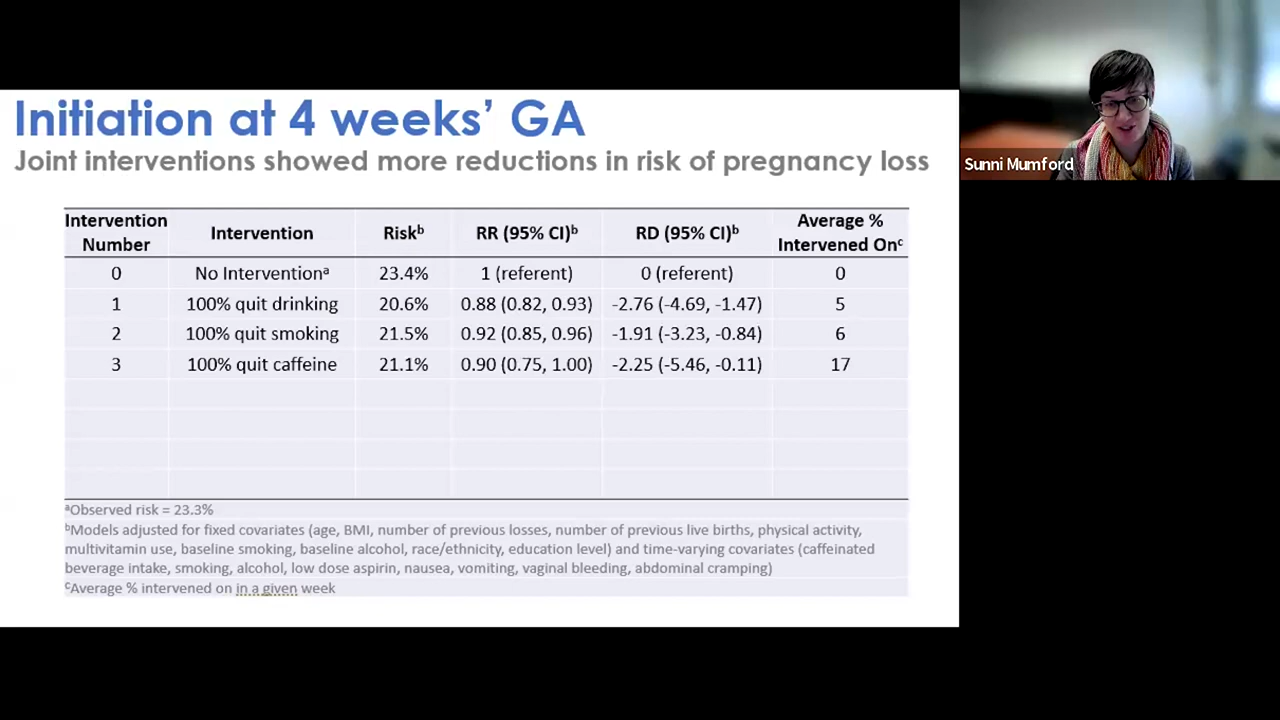 Initiation at 4 weeks' GA
Joint interventions showed more reductions in risk of pregnancy loss
Sunni Mumford
Intervention Number Intervention Riskᵇ RR (95% CI)ᵇ RD (95% CI)ᵇ Average % Intervened Onᶜ
0 No Interventionᵃ 23.4% 1 (referent) 0 (referent) 0
1 100% quit drinking 20.6% 0.88 (0.82, 0.93) -2.76 (-4.69, -1.47) 5
2 100% quit smoking 21.5% 0.92 (0.85, 0.96) -1.91 (-3.23, -0.84) 6
3 100% quit caffeine 21.1% 0.90 (0.75, 1.00) -2.25 (-5.46, -0.11) 17
ᵃObserved risk = 23.3%
ᵇModels adjusted for fixed covariates (age, BMI, number of previous losses, number of previous live births, physical activity,
multivitamin use, baseline smoking, baseline alcohol, race/ethnicity, education level) and time-varying covariates (caffeinated
beverage intake, smoking, alcohol, low dose aspirin, nausea, vomiting, vaginal bleeding, abdominal cramping)
ᶜAverage % intervened on in a given week